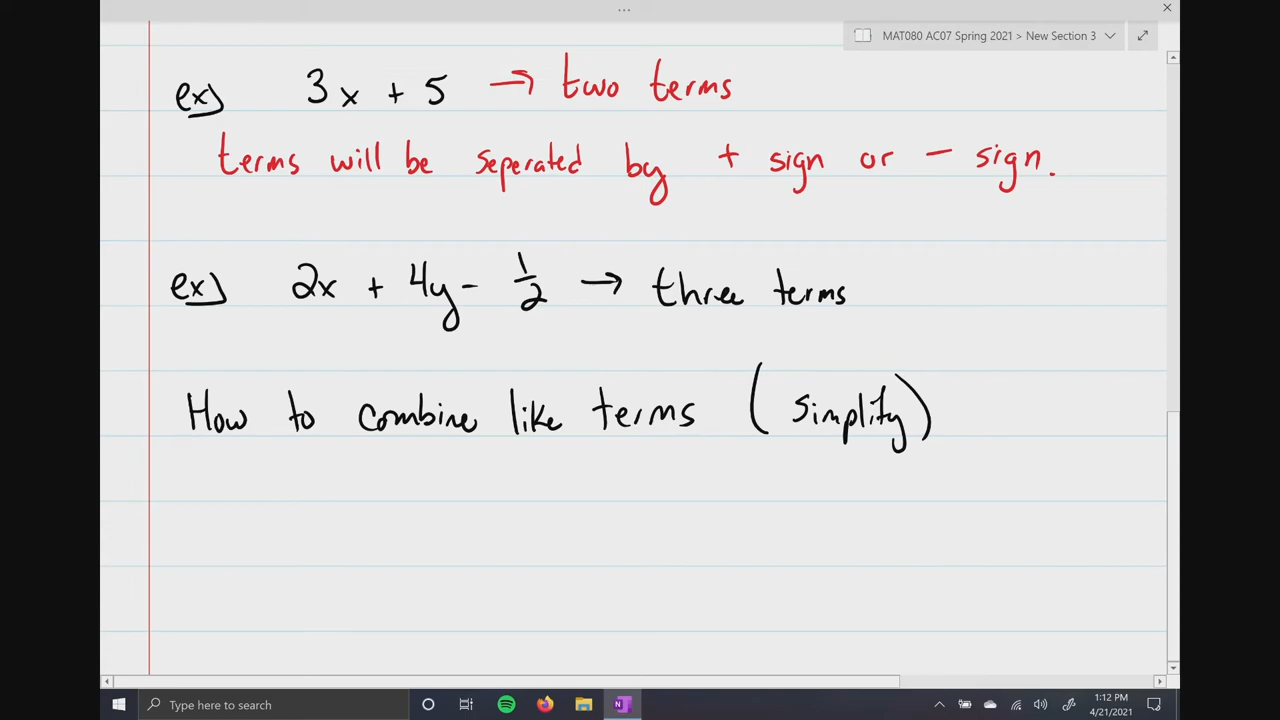 MAT080 AC07 Spring 2021 > New Section 3
ex) 3x + 5 → two terms
terms will be seperated by + sign or - sign.
ex) 2x + 4y - 1/2 → three terms
How to combine like terms (simplify)
Type here to search
N
1:12 PM
4/21/2021